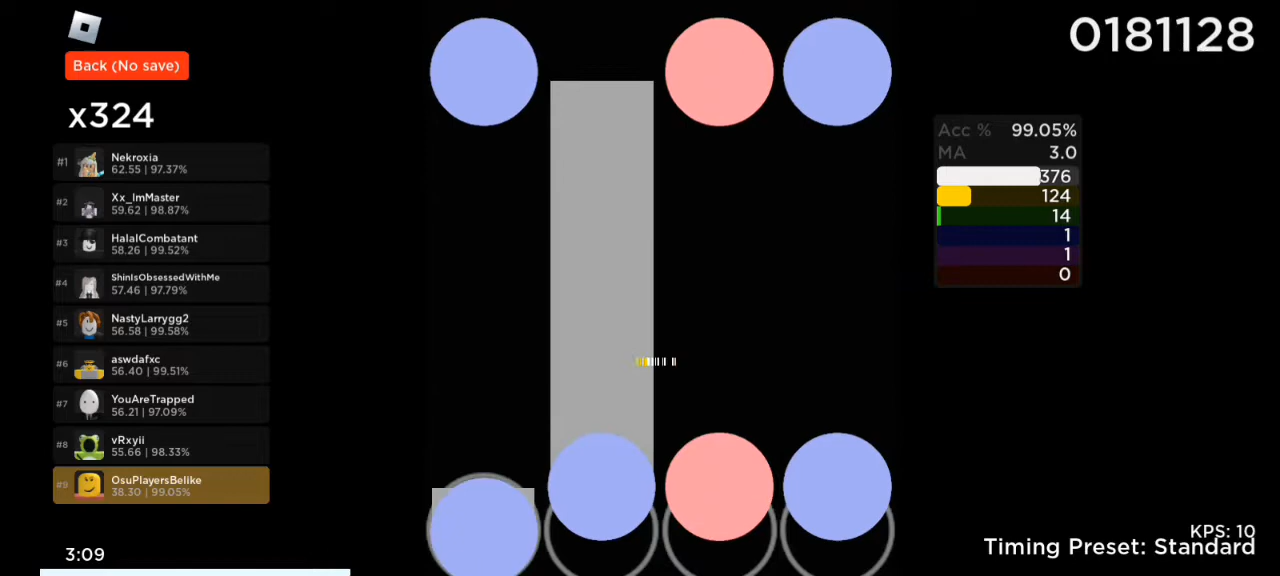 Back (No save)
0181128
x324
#1 Nekroxia
62.55 | 97.37%
#2 Xx_ImMaster
59.62 | 98.87%
#3 HalalCombatant
58.26 | 99.52%
#4 ShinIsObsessedWithMe
57.46 | 97.79%
#5 NastyLarrygg2
56.58 | 99.58%
#6 aswdafxc
56.40 | 99.51%
#7 YouAreTrapped
56.21 | 97.09%
#8 vRxyii
55.66 | 98.33%
#9 OsuPlayersBelike
38.30 | 99.05%
3:09
Acc % 99.05%
MA 3.0
376
124
14
1
1
0
KPS: 10
Timing Preset: Standard